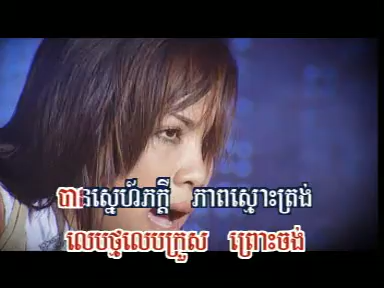 បានស្នេហ៍ភក្ដី ភាពស្មោះត្រង់
លេបថ្មលេបក្រួស ព្រោះចង់